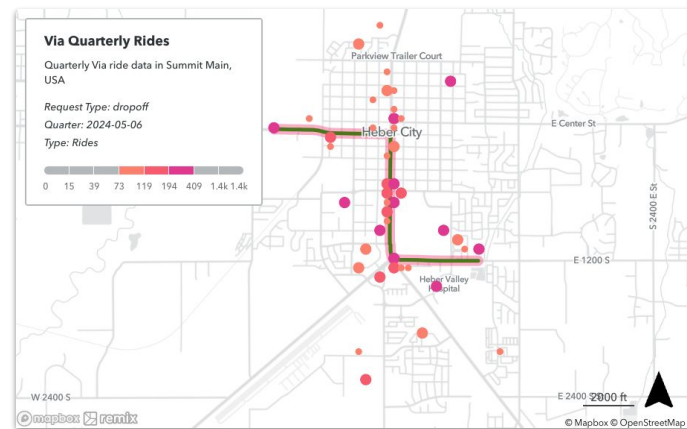 Via Quarterly Rides
Quarterly Via ride data in Summit Main,
USA
Request Type: dropoff
Quarter: 2024-05-06
Type: Rides
0 15 39 73 119 194 409 1.4k 1.4k
Parkview Trailer Court
E Center St
Heber City
S 2400 E St
E 1200 S
Heber Valley
Hospital
W 2400 S
E 2400 S
2000 ft
mapbox remix
© Mapbox © OpenStreetMap